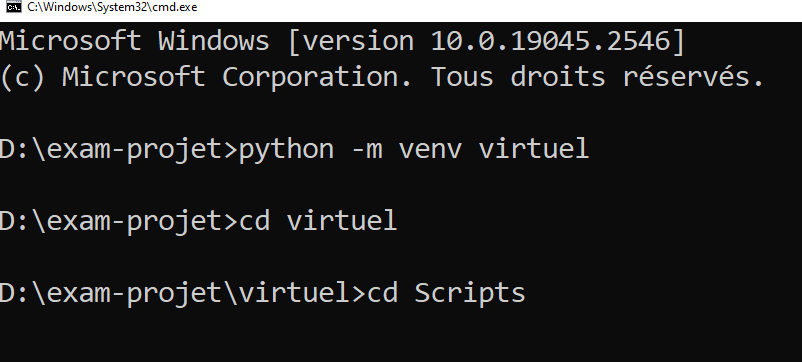 C:\Windows\System32\cmd.exe
Microsoft Windows [version 10.0.19045.2546]
(c) Microsoft Corporation. Tous droits réservés.
D:\exam-projet>python -m venv virtuel
D:\exam-projet>cd virtuel
D:\exam-projet\virtuel>cd Scripts